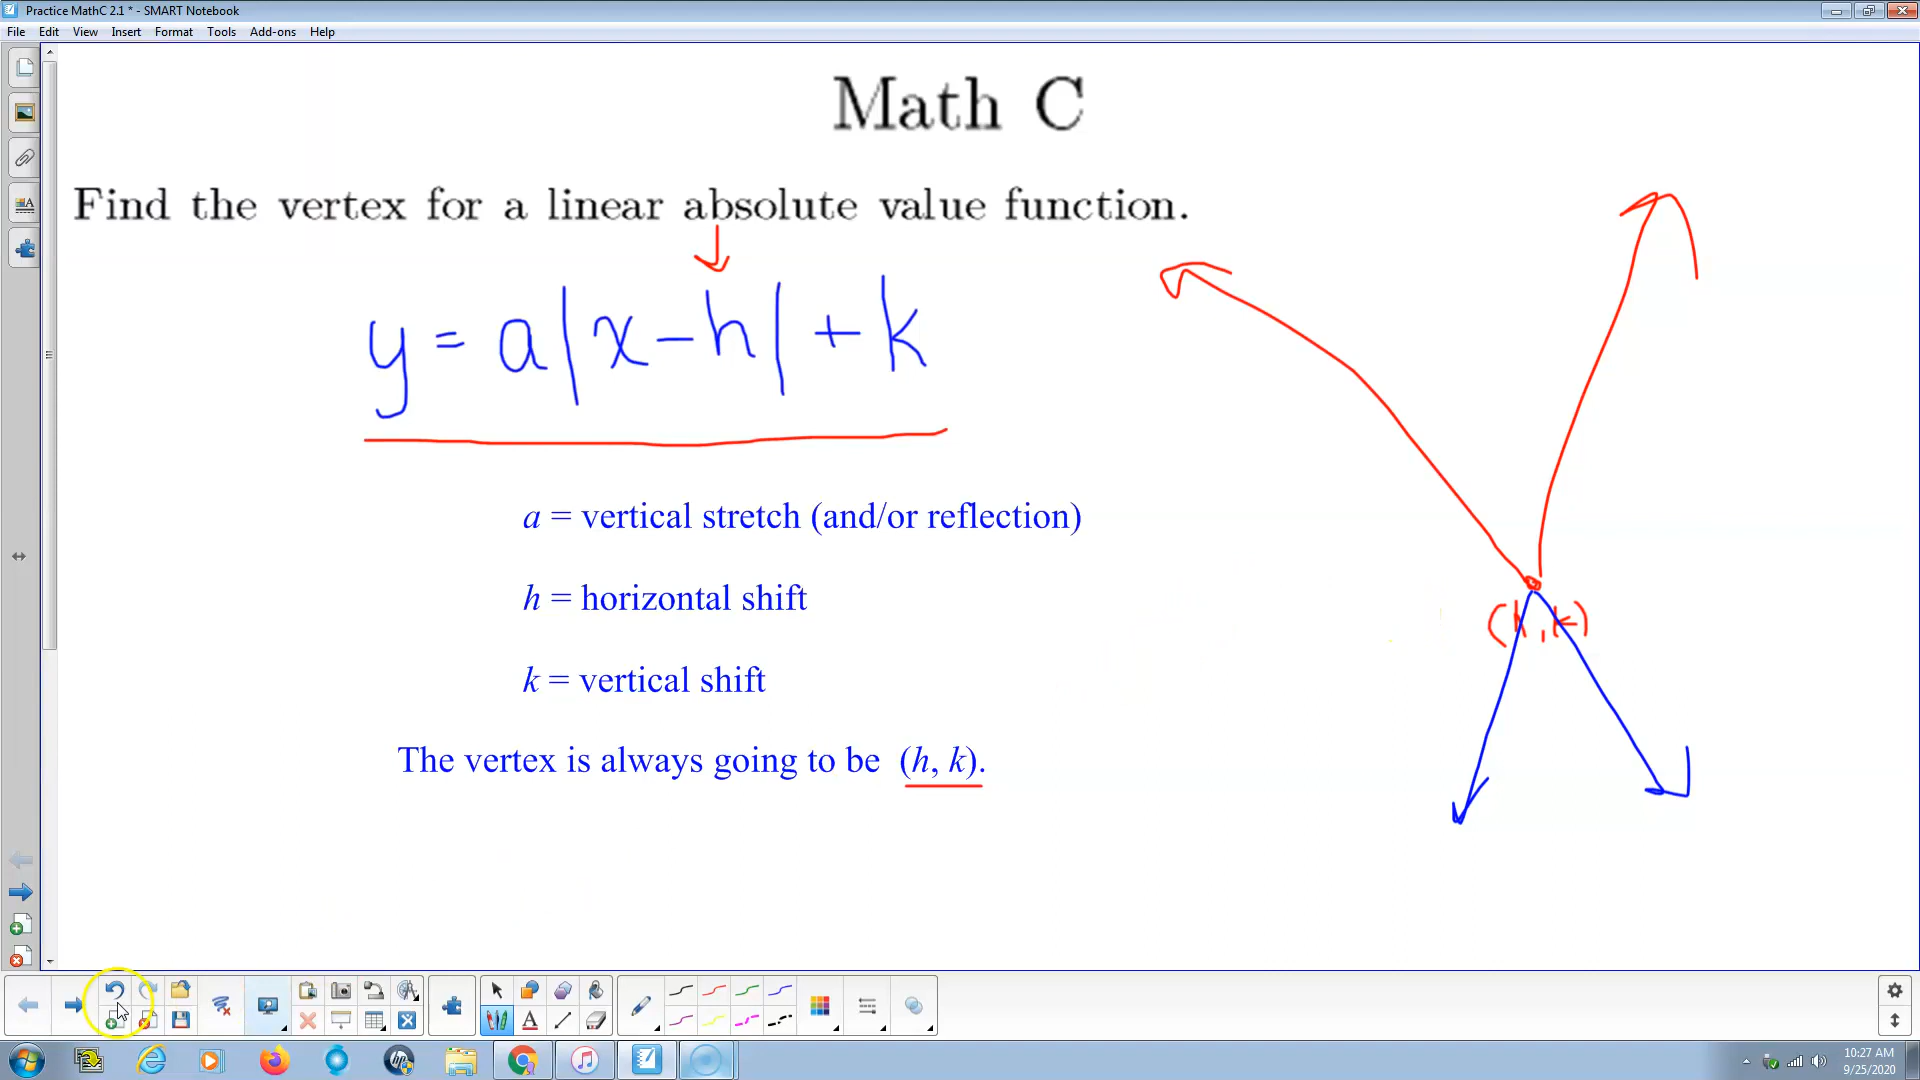 Practice MathC 2.1 * - SMART Notebook
File Edit View Insert Format Tools Add-ons Help
Math C
Find the vertex for a linear absolute value function.
y = a|x - h| + k
a = vertical stretch (and/or reflection)
h = horizontal shift
(h, k)
k = vertical shift
The vertex is always going to be (h, k).
10:27 AM
9/25/2020